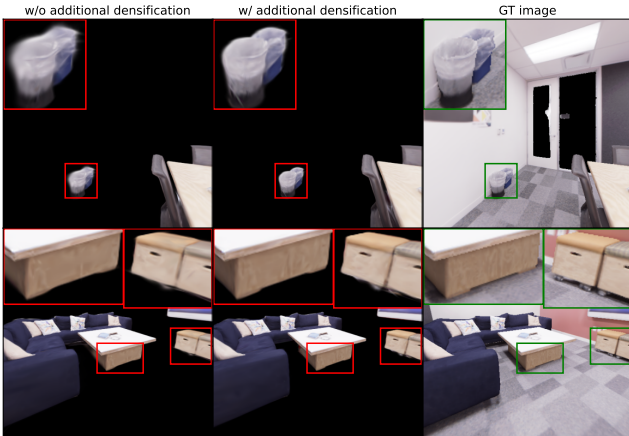 w/o additional densification
w/ additional densification
GT image